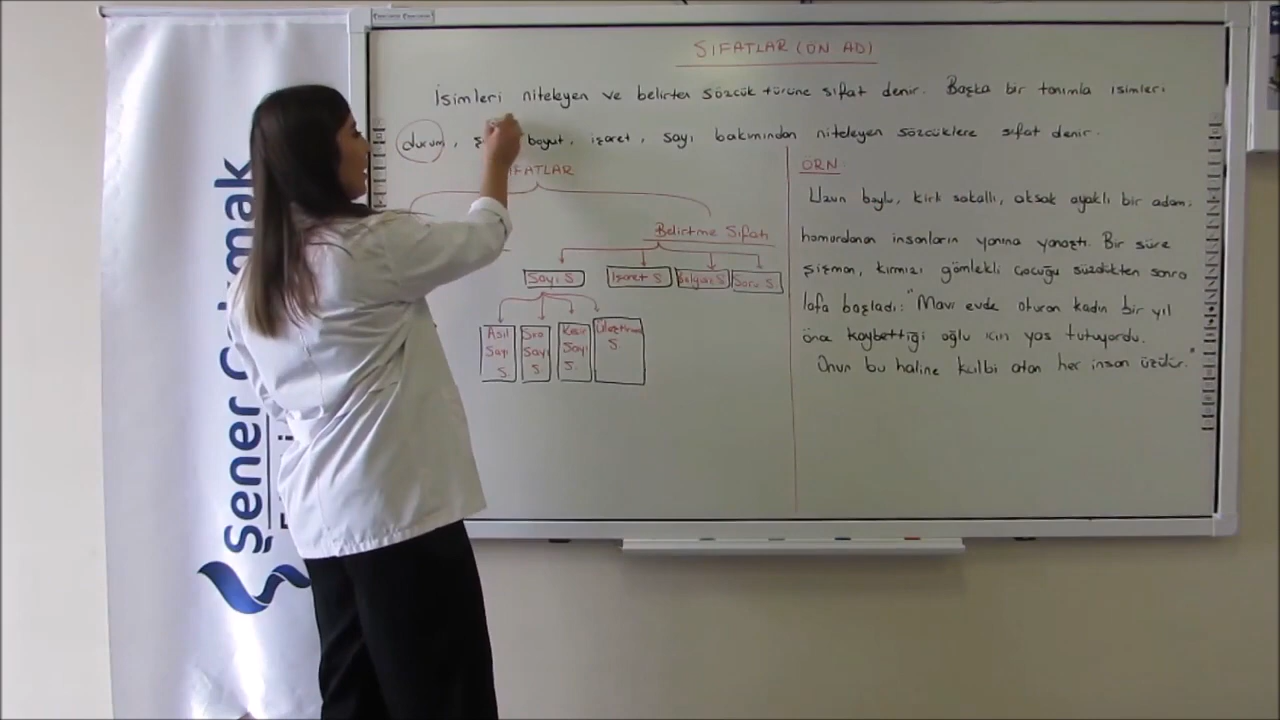 SIFATLAR (ÖN AD)
İsimleri niteleyen ve belirten sözcük türüne sıfat denir. Başka bir tanımla isimleri
durum, boyut, işaret, sayı bakımından niteleyen sözcüklere sıfat denir.
IFATLAR
Belirtme Sıfatı
Sayı S. İşaret S. Belgisiz S. Soru S.
Asıl Sayı S.
Sıra Sayı S.
Kesir Sayı S.
Üleştirme S.
ÖRN:
Uzun boylu, kirli sakallı, aksak ayaklı bir adam;
homurdanan insanların yanına yanaştı. Bir süre
şişman, kırmızı gömlekli çocuğu süzdükten sonra
lafa başladı: "Mavi evde oturan kadın bir yıl
önce kaybettiği oğlu için yas tutuyordu.
Onun bu haline kalbi atan her insan üzülür."
Şener